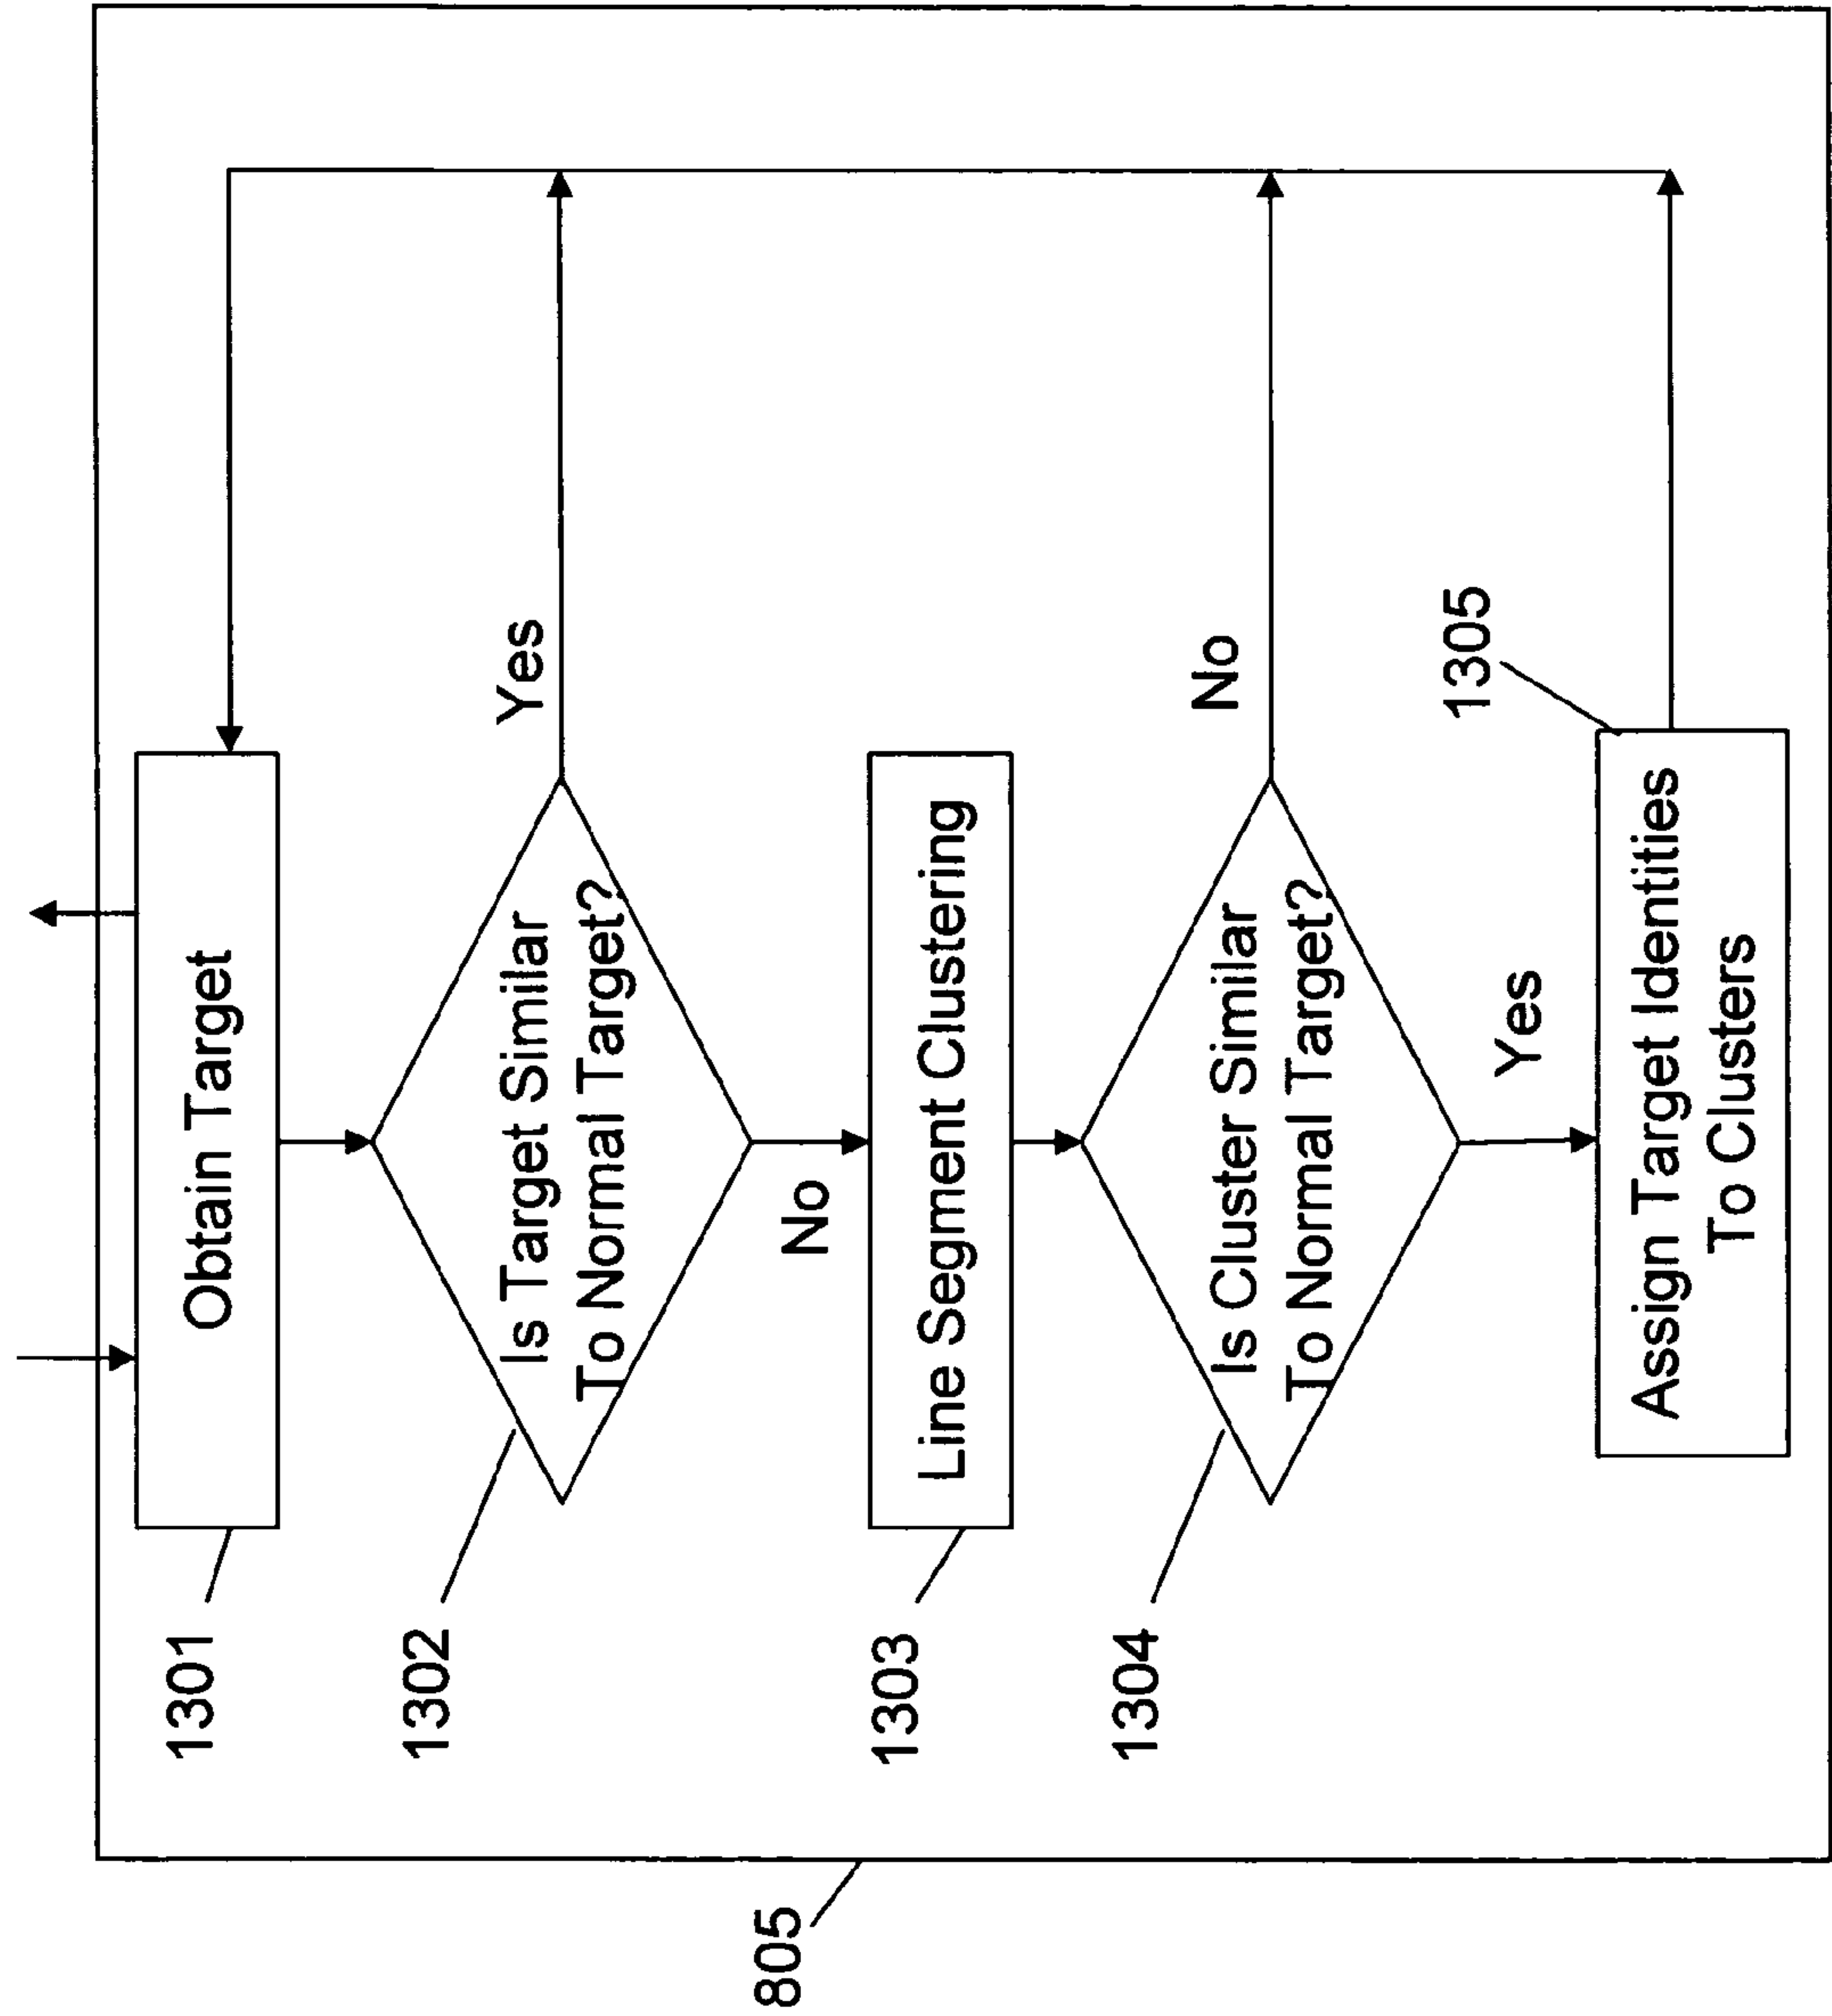 1301
Obtain Target
1302
Is Target Similar
To Normal Target?
Yes
No
1303
Line Segment Clustering
1304
Is Cluster Similar
To Normal Target?
No
Yes
1305
Assign Target Identities
To Clusters
805